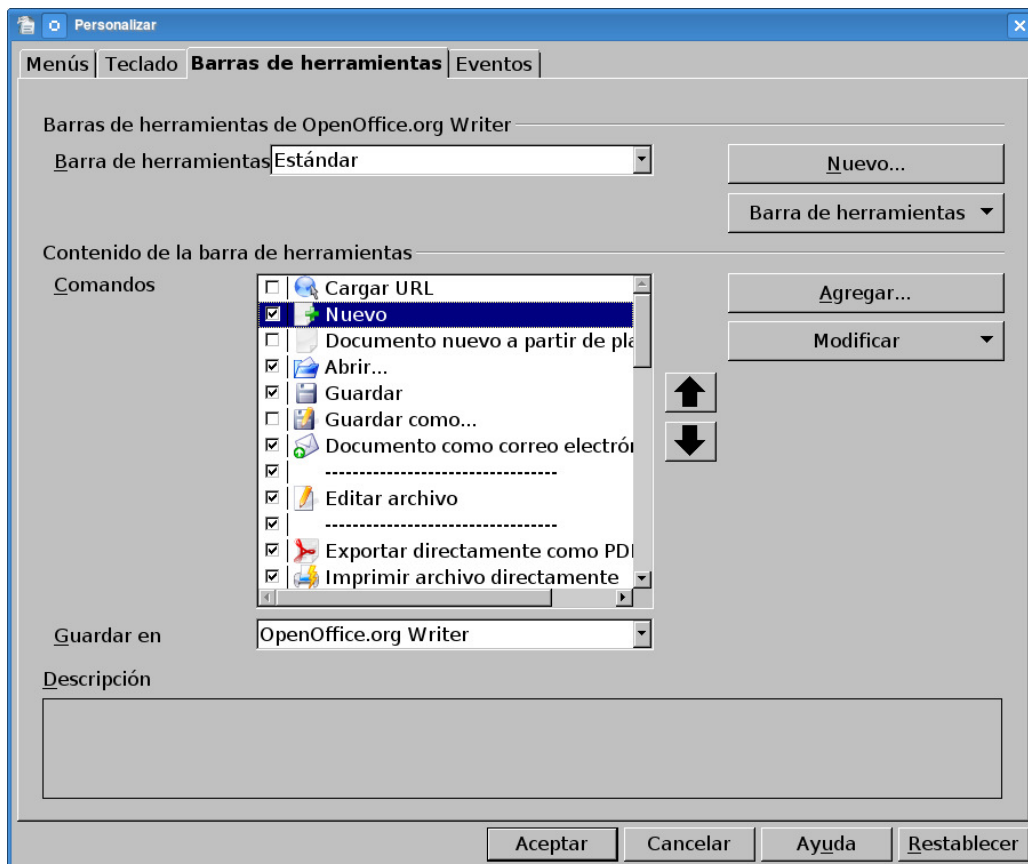 Personalizar
Menús Teclado Barras de herramientas Eventos
Barras de herramientas de OpenOffice.org Writer
Barra de herramientas Estándar Nuevo...
Barra de herramientas
Contenido de la barra de herramientas
Comandos Cargar URL Agregar...
Nuevo
Documento nuevo a partir de pla Modificar
Abrir...
Guardar
Guardar como...
Documento como correo electrón
--------------------------------
Editar archivo
--------------------------------
Exportar directamente como PDF
Imprimir archivo directamente
Guardar en OpenOffice.org Writer
Descripción
Aceptar Cancelar Ayuda Restablecer